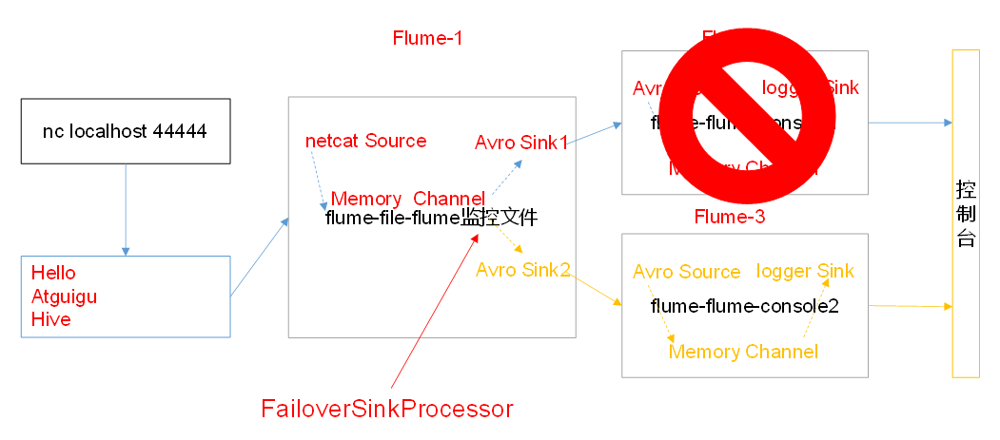 Flume-1
nc localhost 44444
Hello
Atguigu
Hive
netcat Source
Avro Sink1
Memory Channel
flume-file-flume监控文件
Avro Sink2
FailoverSinkProcessor
logger Sink
Flume-3
Avro Source
logger Sink
flume-flume-console2
Memory Channel
控
制
台